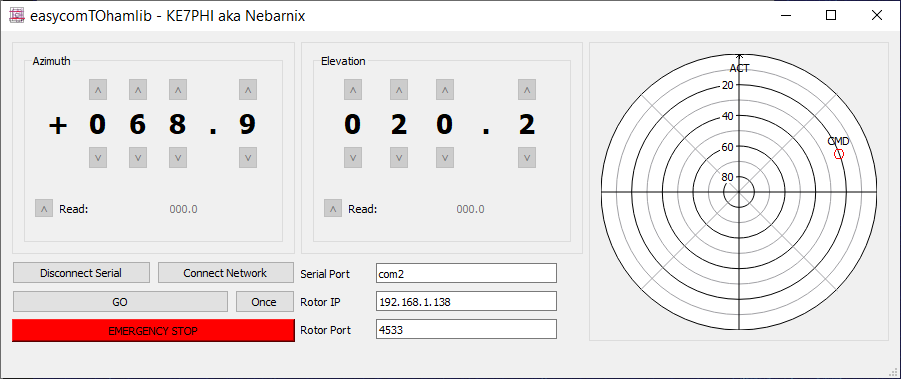 easycomTOhamlib - KE7PHI aka Nebarnix
Azimuth
+ 0 6 8 . 9
Read: 000.0
Elevation
0 2 0 . 2
Read: 000.0
ACT
20
40
CMD
60
80
Disconnect Serial
Connect Network
GO
Once
EMERGENCY STOP
Serial Port com2
Rotor IP 192.168.1.138
Rotor Port 4533